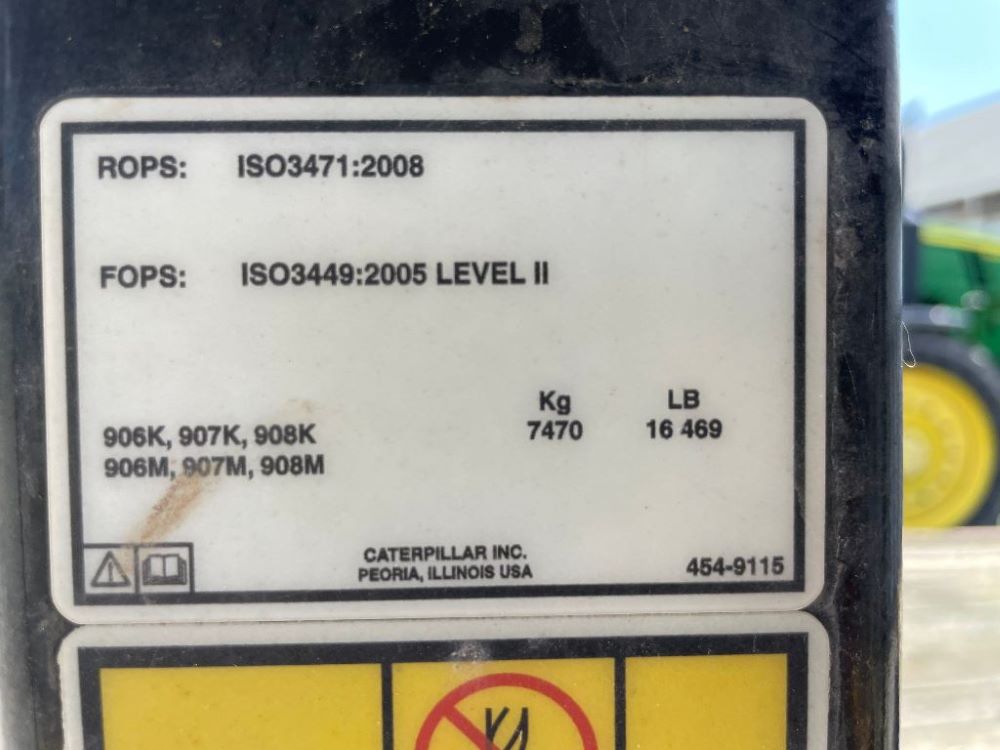 ROPS: ISO3471:2008
FOPS: ISO3449:2005 LEVEL II
Kg LB
906K, 907K, 908K 7470 16 469
906M, 907M, 908M
CATERPILLAR INC.
PEORIA, ILLINOIS USA 454-9115